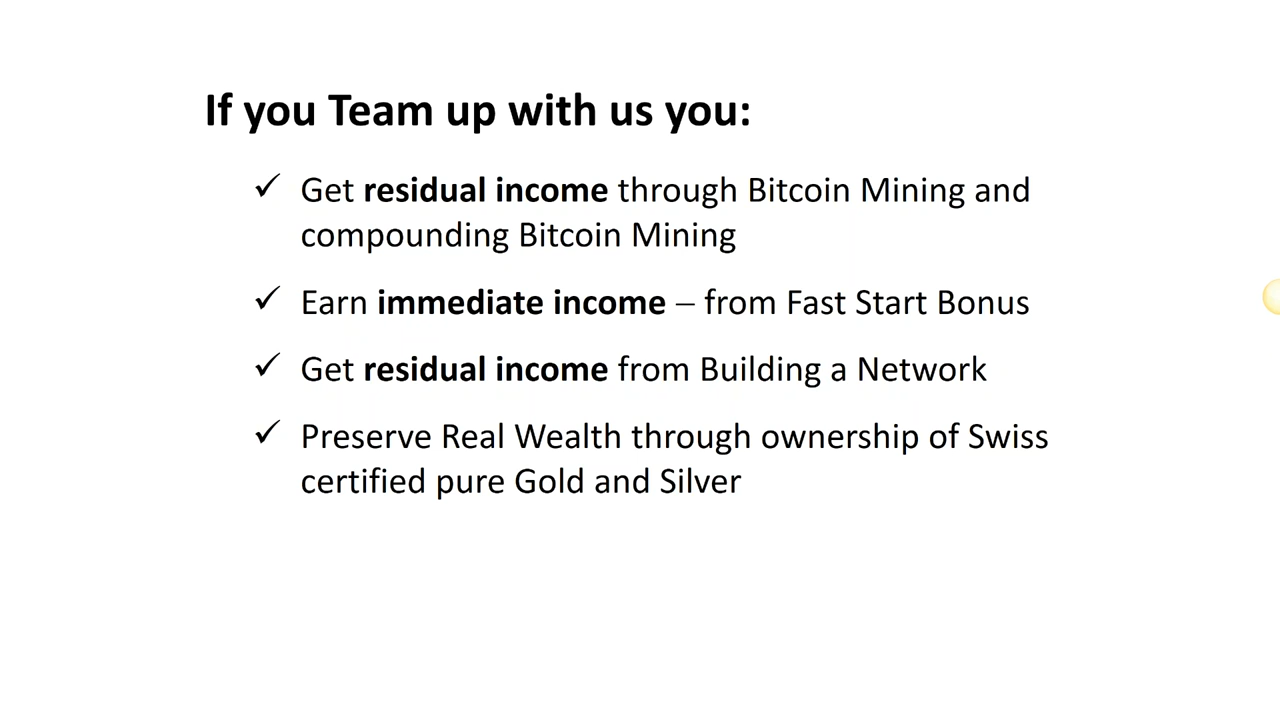 If you Team up with us you:
✓ Get residual income through Bitcoin Mining and
compounding Bitcoin Mining
✓ Earn immediate income – from Fast Start Bonus
✓ Get residual income from Building a Network
✓ Preserve Real Wealth through ownership of Swiss
certified pure Gold and Silver